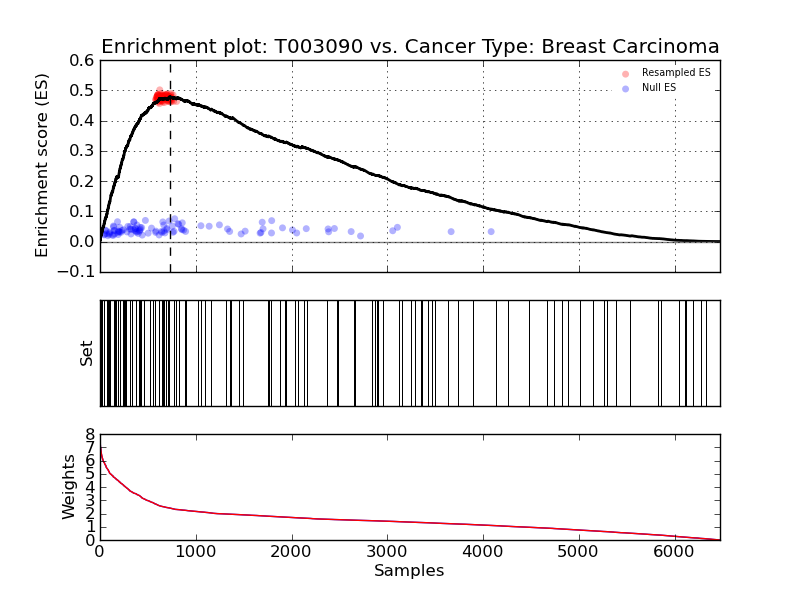 Enrichment plot: T003090 vs. Cancer Type: Breast Carcinoma
Enrichment score (ES)
0.6
0.5
0.4
0.3
0.2
0.1
0.0
−0.1
Resampled ES
Null ES
Set
Weights
8
7
6
5
4
3
2
1
0
0 1000 2000 3000 4000 5000 6000
Samples